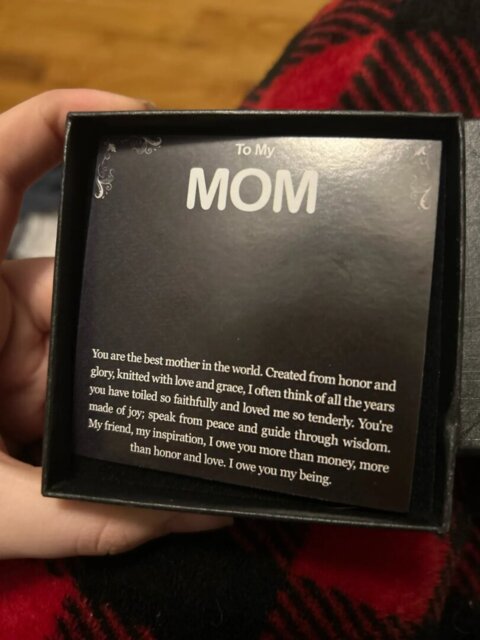 To My
MOM
You are the best mother in the world. Created from honor and
glory, knitted with love and grace, I often think of all the years
you have toiled so faithfully and loved me so tenderly. You're
made of joy; speak from peace and guide through wisdom.
My friend, my inspiration, I owe you more than money, more
than honor and love. I owe you my being.